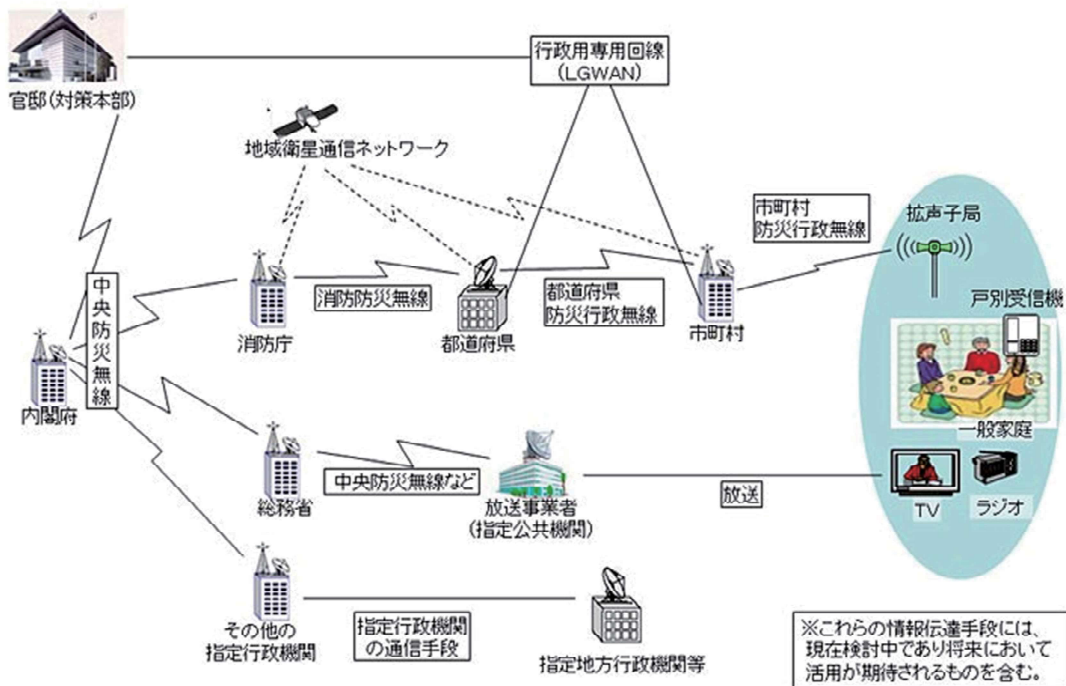 官邸(対策本部)
行政用専用回線
(LGWAN)
地域衛星通信ネットワーク
市町村
防災行政無線
拡声子局
中央防災無線
消防防災無線
都道府県
防災行政無線
消防庁
都道府県
市町村
戸別受信機
内閣府
一般家庭
総務省
中央防災無線など
放送事業者
(指定公共機関)
放送
TV
ラジオ
その他の
指定行政機関
指定行政機関
の通信手段
指定地方行政機関等
※これらの情報伝達手段には、
現在検討中であり将来において
活用が期待されるものを含む。